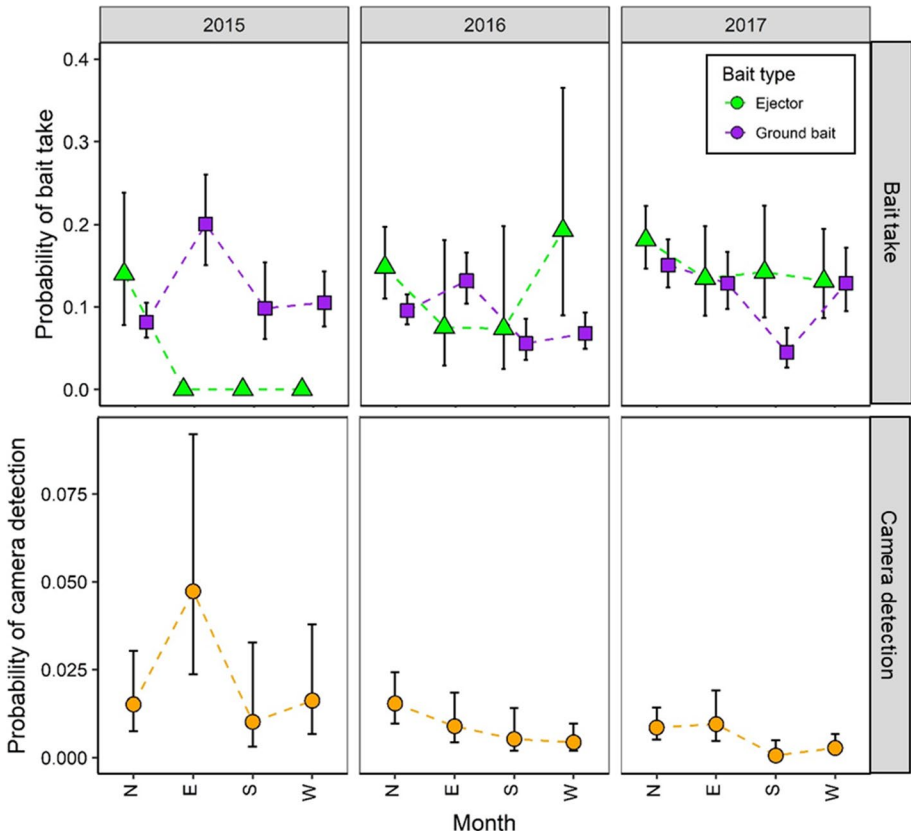 2015 2016 2017
Probability of bait take
0.4
0.3
0.2
0.1
0.0
Bait type
Ejector
Ground bait
Bait take
Probability of camera detection
0.075
0.050
0.025
0.000
Camera detection
N E S W N E S W N E S W
Month